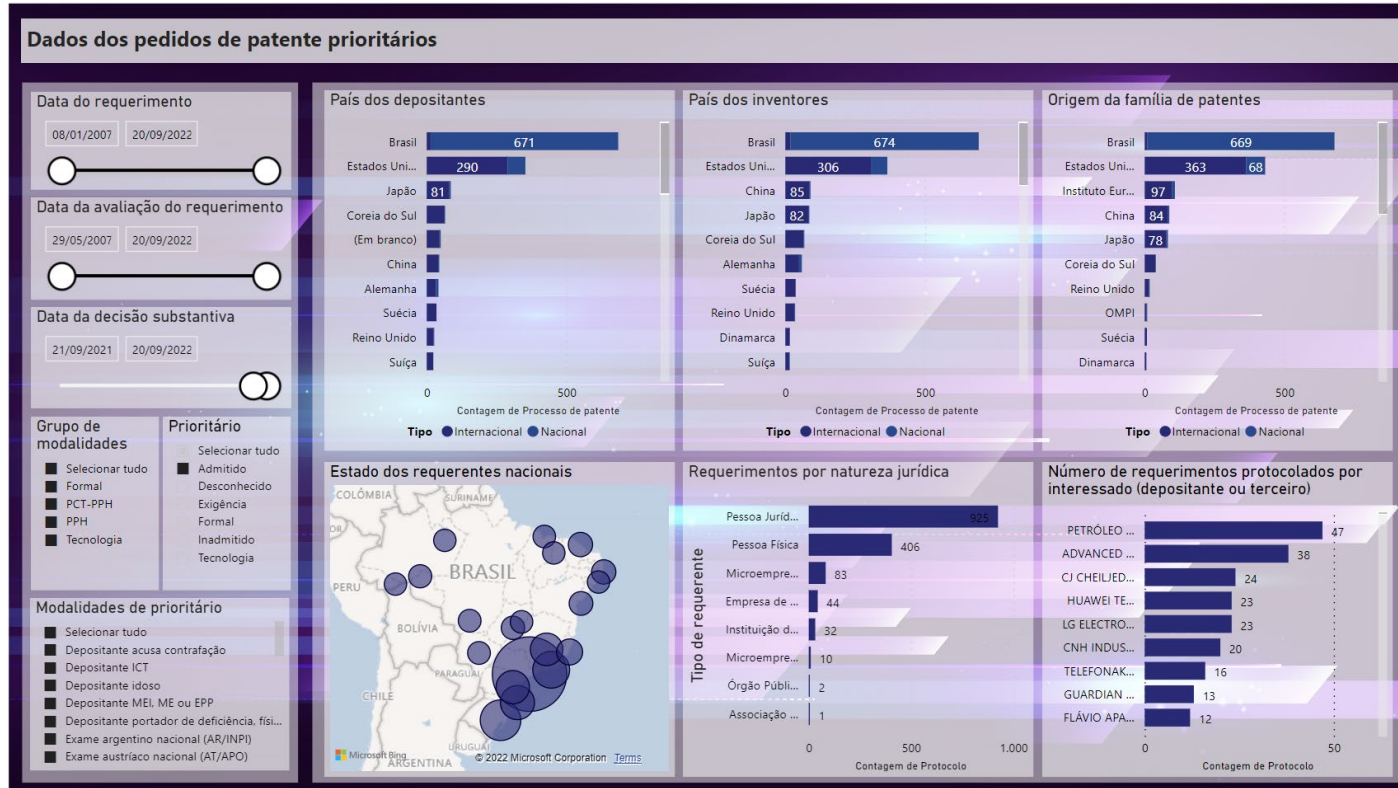 Dados dos pedidos de patente prioritários
Data do requerimento
08/01/2007 20/09/2022
Data da avaliação do requerimento
29/05/2007 20/09/2022
Data da decisão substantiva
21/09/2021 20/09/2022
Grupo de modalidades
Selecionar tudo
Formal
PCT-PPH
PPH
Tecnologia
Prioritário
Selecionar tudo
Admitido
Desconhecido
Exigência
Formal
Inadmitido
Tecnologia
Modalidades de prioritário
Selecionar tudo
Depositante acusa contrafação
Depositante ICT
Depositante idoso
Depositante MEI, ME ou EPP
Depositante portador de deficiência, físi...
Exame argentino nacional (AR/INPI)
Exame austríaco nacional (AT/APO)
País dos depositantes
Brasil 671
Estados Uni... 290
Japão 81
Coreia do Sul
(Em branco)
China
Alemanha
Suécia
Reino Unido
Suíça
0 500
Contagem de Processo de patente
Tipo Internacional Nacional
País dos inventores
Brasil 674
Estados Uni... 306
China 85
Japão 82
Coreia do Sul
Alemanha
Suécia
Reino Unido
Dinamarca
Suíça
0 500
Contagem de Processo de patente
Tipo Internacional Nacional
Origem da família de patentes
Brasil 669
Estados Uni... 363 68
Instituto Eur... 97
China 84
Japão 78
Coreia do Sul
Reino Unido
OMPI
Suécia
Dinamarca
0 500
Contagem de Processo de patente
Tipo Internacional Nacional
Estado dos requerentes nacionais
COLÔMBIA
SURINAME
BRASIL
PERU
BOLÍVIA
PARAGUAI
CHILE
URUGUAI
ARGENTINA
Microsoft Bing
© 2022 Microsoft Corporation Terms
Requerimentos por natureza jurídica
Tipo de requerente
Pessoa Juríd... 925
Pessoa Física 406
Microempre... 83
Empresa de ... 44
Instituição d... 32
Microempre... 10
Órgão Públi... 2
Associação ... 1
0 500 1.000
Contagem de Protocolo
Número de requerimentos protocolados por
interessado (depositante ou terceiro)
PETRÓLEO ... 47
ADVANCED ... 38
CJ CHEILJED... 24
HUAWEI TE... 23
LG ELECTRO... 23
CNH INDUS... 20
TELEFONAK... 16
GUARDIAN ... 13
FLÁVIO APA... 12
0 50
Contagem de Protocolo